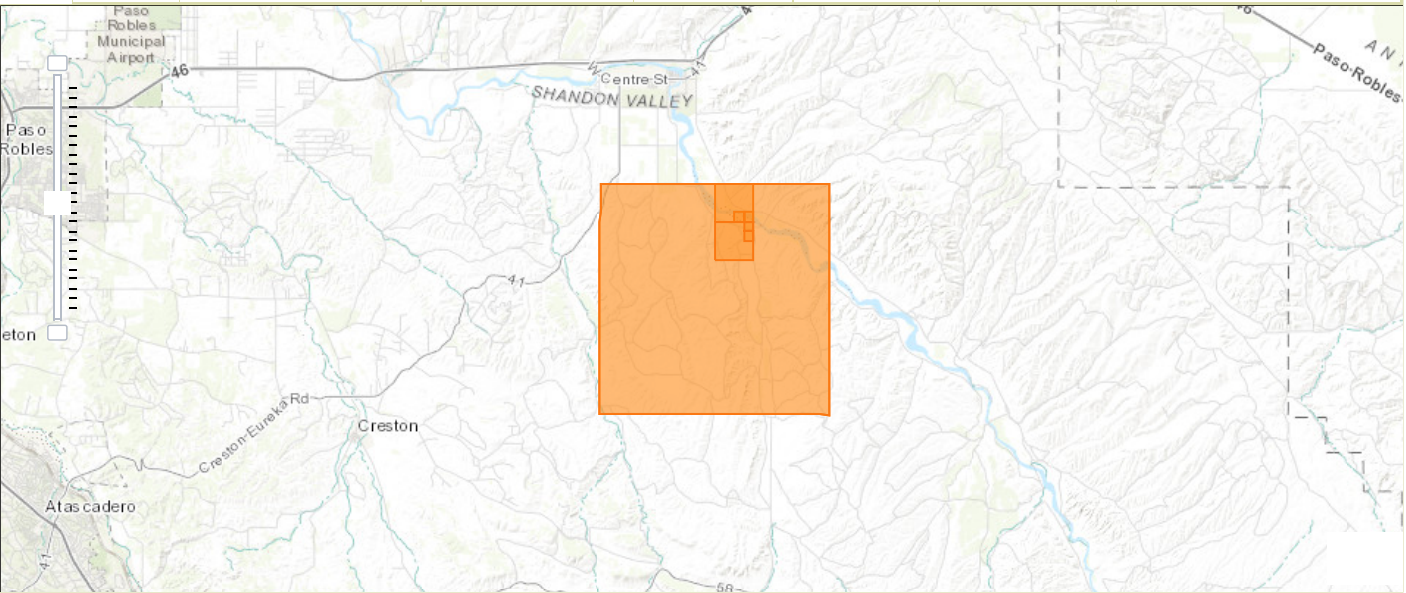 Paso
Robles
Municipal
Airport
46
Centre St
41
SHANDON VALLEY
Paso
Robles
Paso-Robles
41
eton
Creston-Eureka Rd
Creston
Atascadero
41
58